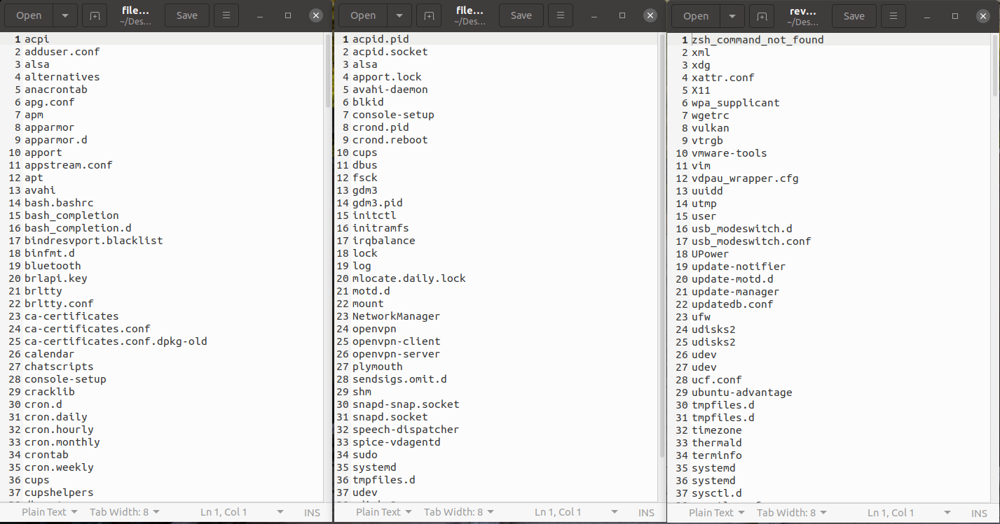 Open
file...
~/Des...
Save
1 acpi
2 adduser.conf
3 alsa
4 alternatives
5 anacrontab
6 apg.conf
7 apm
8 apparmor
9 apparmor.d
10 apport
11 appstream.conf
12 apt
13 avahi
14 bash.bashrc
15 bash_completion
16 bash_completion.d
17 bindresvport.blacklist
18 binfmt.d
19 bluetooth
20 brlapi.key
21 brltty
22 brltty.conf
23 ca-certificates
24 ca-certificates.conf
25 ca-certificates.conf.dpkg-old
26 calendar
27 chatscripts
28 console-setup
29 cracklib
30 cron.d
31 cron.daily
32 cron.hourly
33 cron.monthly
34 crontab
35 cron.weekly
36 cups
37 cupshelpers
Plain Text Tab Width: 8 Ln 1, Col 1 INS
Open
file...
~/Des...
Save
1 acpid.pid
2 acpid.socket
3 alsa
4 apport.lock
5 avahi-daemon
6 blkid
7 console-setup
8 crond.pid
9 crond.reboot
10 cups
11 dbus
12 fsck
13 gdm3
14 gdm3.pid
15 initctl
16 initramfs
17 irqbalance
18 lock
19 log
20 mlocate.daily.lock
21 motd.d
22 mount
23 NetworkManager
24 openvpn
25 openvpn-client
26 openvpn-server
27 plymouth
28 sendsigs.omit.d
29 shm
30 snapd-snap.socket
31 snapd.socket
32 speech-dispatcher
33 spice-vdagentd
34 sudo
35 systemd
36 tmpfiles.d
37 udev
Plain Text Tab Width: 8 Ln 1, Col 1 INS
Open
rev...
~/Des...
Save
1 zsh_command_not_found
2 xml
3 xdg
4 xattr.conf
5 X11
6 wpa_supplicant
7 wgetrc
8 vulkan
9 vtrgb
10 vmware-tools
11 vim
12 vdpau_wrapper.cfg
13 uuidd
14 utmp
15 user
16 usb_modeswitch.d
17 usb_modeswitch.conf
18 UPower
19 update-notifier
20 update-motd.d
21 update-manager
22 updatedb.conf
23 ufw
24 udisks2
25 udisks2
26 udev
27 udev
28 ucf.conf
29 ubuntu-advantage
30 tmpfiles.d
31 tmpfiles.d
32 timezone
33 thermald
34 terminfo
35 systemd
36 systemd
37 sysctl.d
Plain Text Tab Width: 8 Ln 1, Col 1 INS